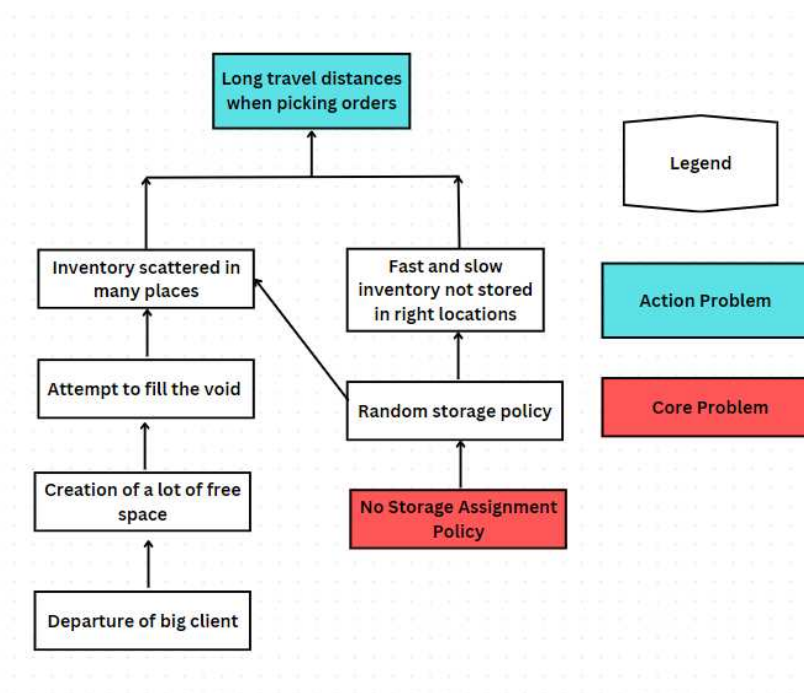 Long travel distances
when picking orders
Legend
Inventory scattered in
many places
Fast and slow
inventory not stored
in right locations
Action Problem
Attempt to fill the void
Random storage policy
Core Problem
Creation of a lot of free
space
No Storage Assignment
Policy
Departure of big client